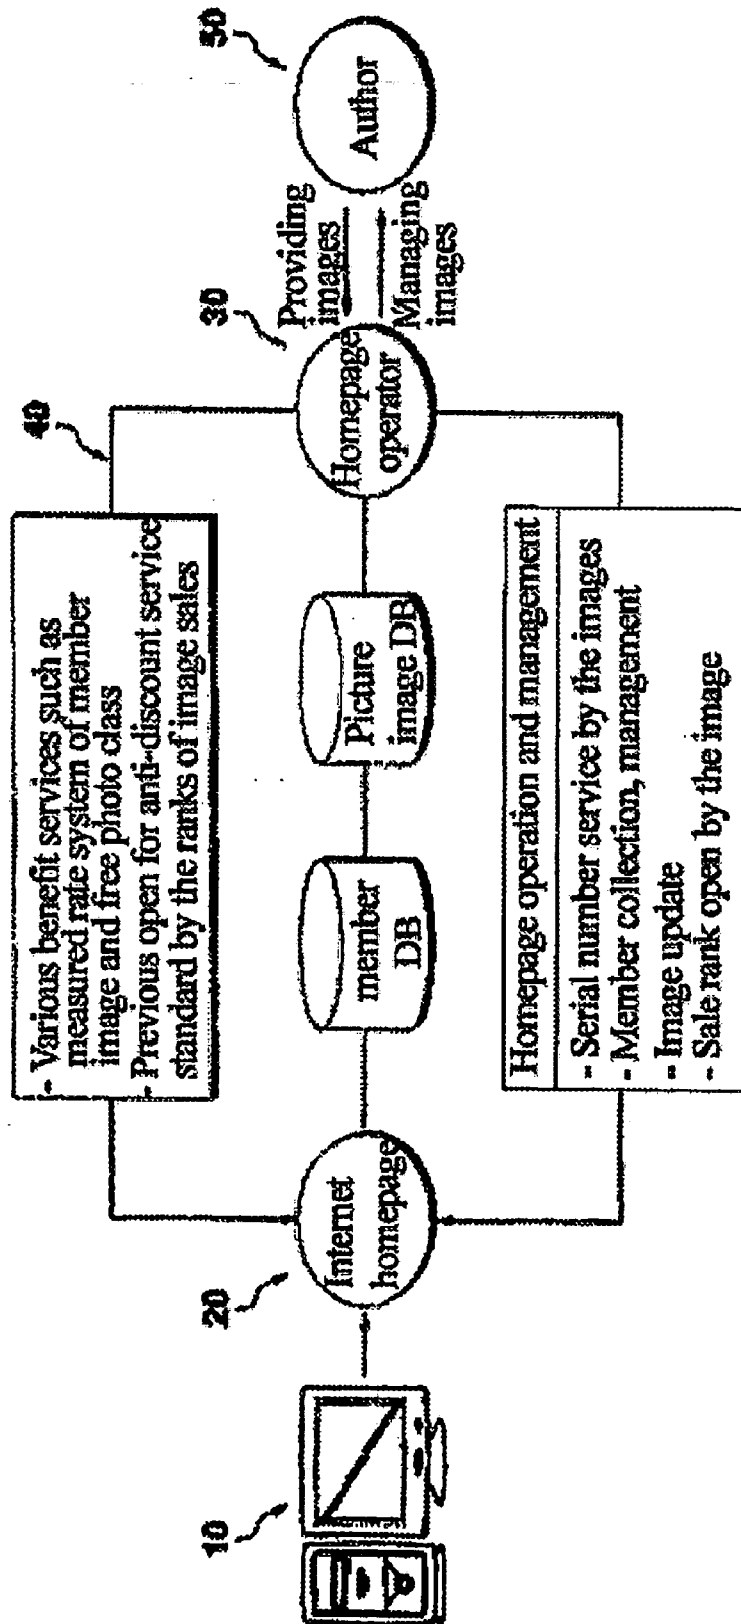 40
- Various benefit services such as
measured rate system of member
image and free photo class
- Previous open for anti-discount service
standard by the ranks of image sales
10
20
Internet
homepage
member
DB
Picture
image DB
30
Homepage
operator
Providing
images
Managing
images
50
Author
Homepage operation and management
- Serial number service by the images
- Member collection, management
- Image update
- Sale rank open by the image